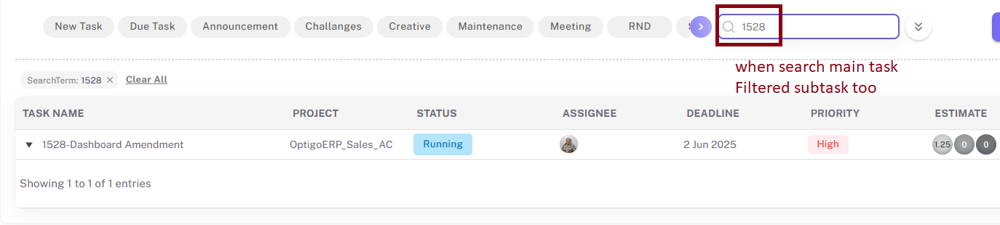 New Task Due Task Announcement Challanges Creative Maintenance Meeting RND 1528
when search main task
Filtered subtask too
SearchTerm: 1528 × Clear All
TASK NAME PROJECT STATUS ASSIGNEE DEADLINE PRIORITY ESTIMATE
1528-Dashboard Amendment OptigoERP_Sales_AC Running 2 Jun 2025 High 1.25 0 0
Showing 1 to 1 of 1 entries